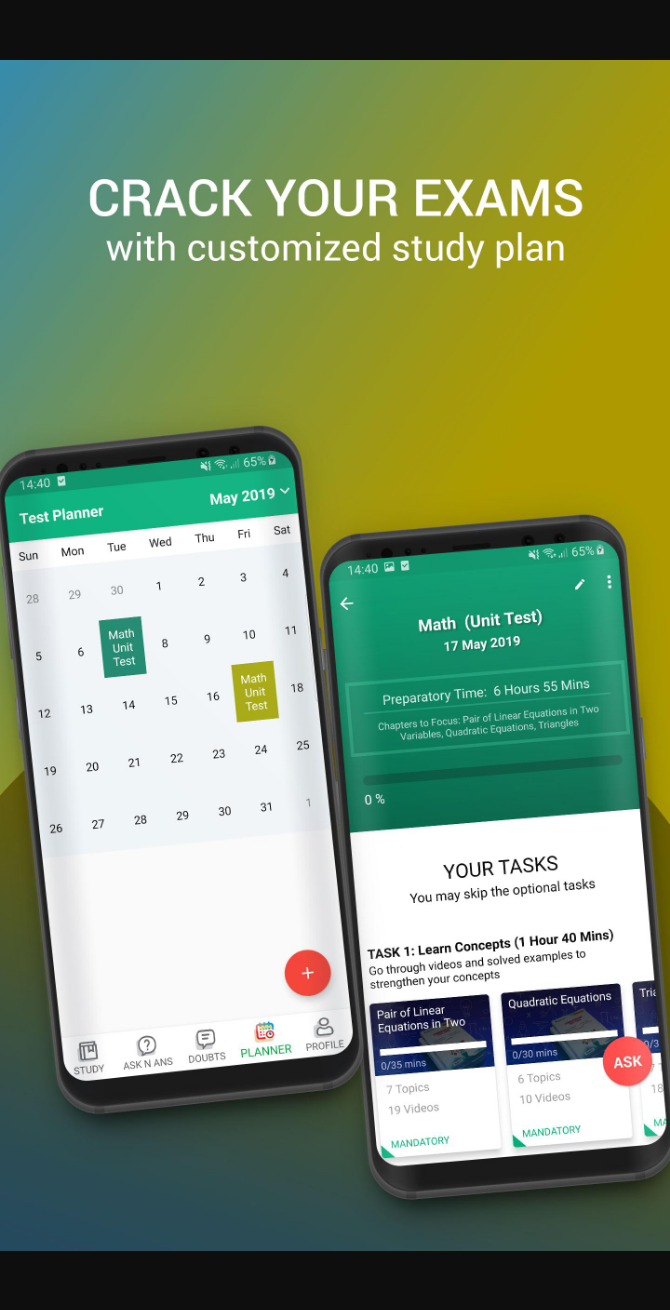 CRACK YOUR EXAMS
with customized study plan
14:40
65%
Test Planner
May 2019
Sun Mon Tue Wed Thu Fri Sat
28 29 30 1 2 3 4
5 6 Math Unit Test 8 9 10 11
12 13 14 15 16 Math Unit Test 18
19 20 21 22 23 24 25
26 27 28 29 30 31 1
+
STUDY
ASK N ANS
DOUBTS
PLANNER
PROFILE
14:40
65%
Math (Unit Test)
17 May 2019
Preparatory Time: 6 Hours 55 Mins
Chapters to Focus: Pair of Linear Equations in Two
Variables, Quadratic Equations, Triangles
0 %
YOUR TASKS
You may skip the optional tasks
TASK 1: Learn Concepts (1 Hour 40 Mins)
Go through videos and solved examples to
strengthen your concepts
Pair of Linear
Equations in Two
0/35 mins
7 Topics
19 Videos
MANDATORY
Quadratic Equations
0/30 mins
6 Topics
10 Videos
MANDATORY
ASK